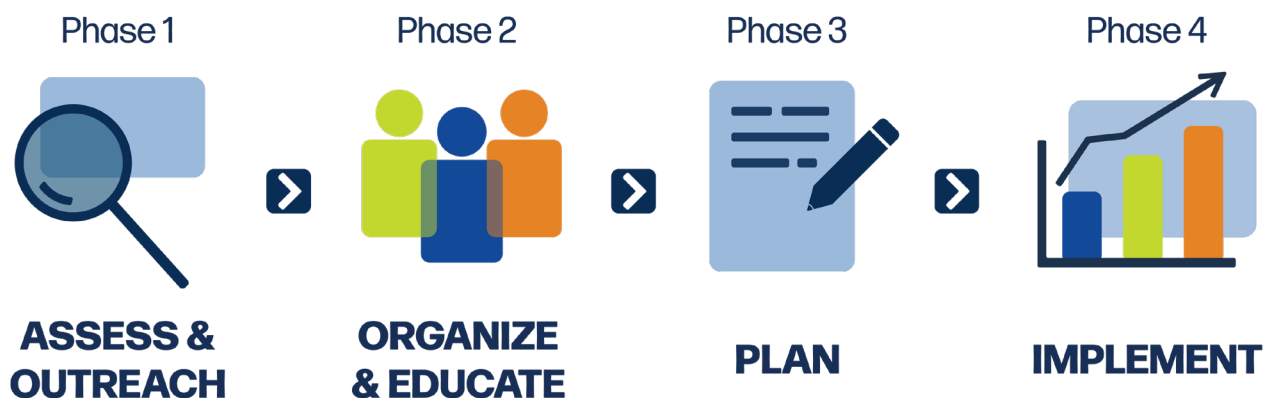 Phase 1
Phase 2
Phase 3
Phase 4
ASSESS &
OUTREACH
ORGANIZE
& EDUCATE
PLAN
IMPLEMENT